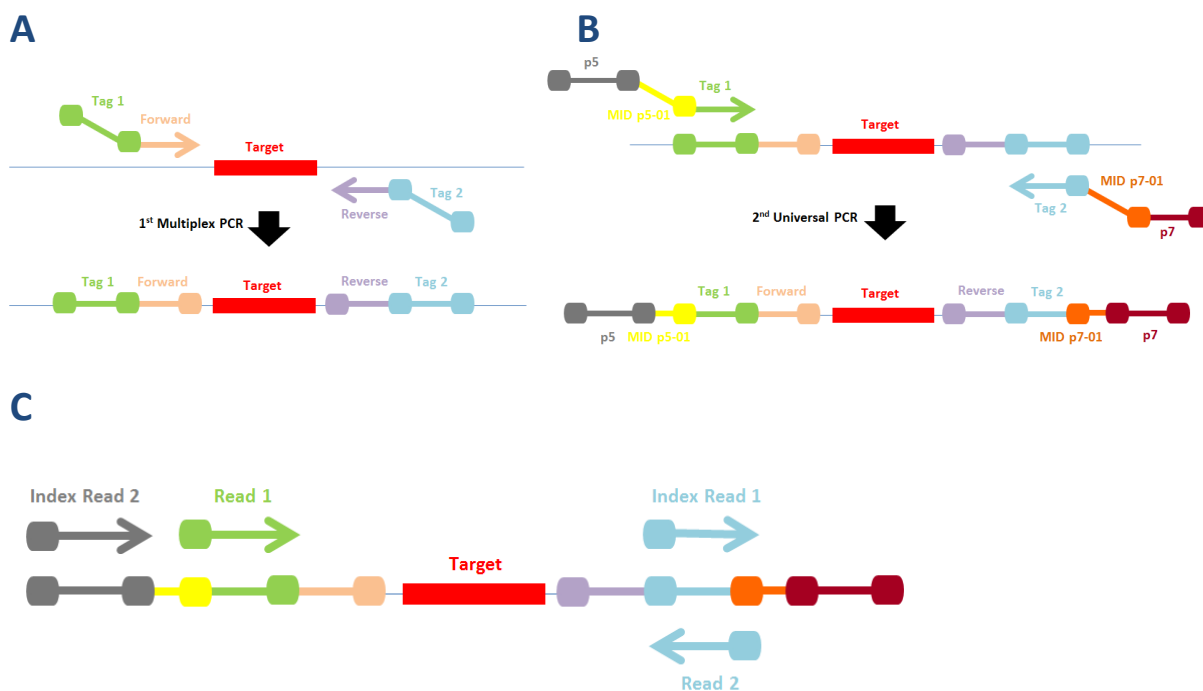 A
Tag 1
Forward
Target
Reverse
Tag 2
1st Multiplex PCR
Tag 1
Forward
Target
Reverse
Tag 2
B
p5
Tag 1
MID p5-01
Target
MID p7-01
Tag 2
p7
2nd Universal PCR
Tag 1
Forward
Target
Reverse
Tag 2
p5
MID p5-01
MID p7-01
p7
C
Index Read 2
Read 1
Index Read 1
Target
Read 2